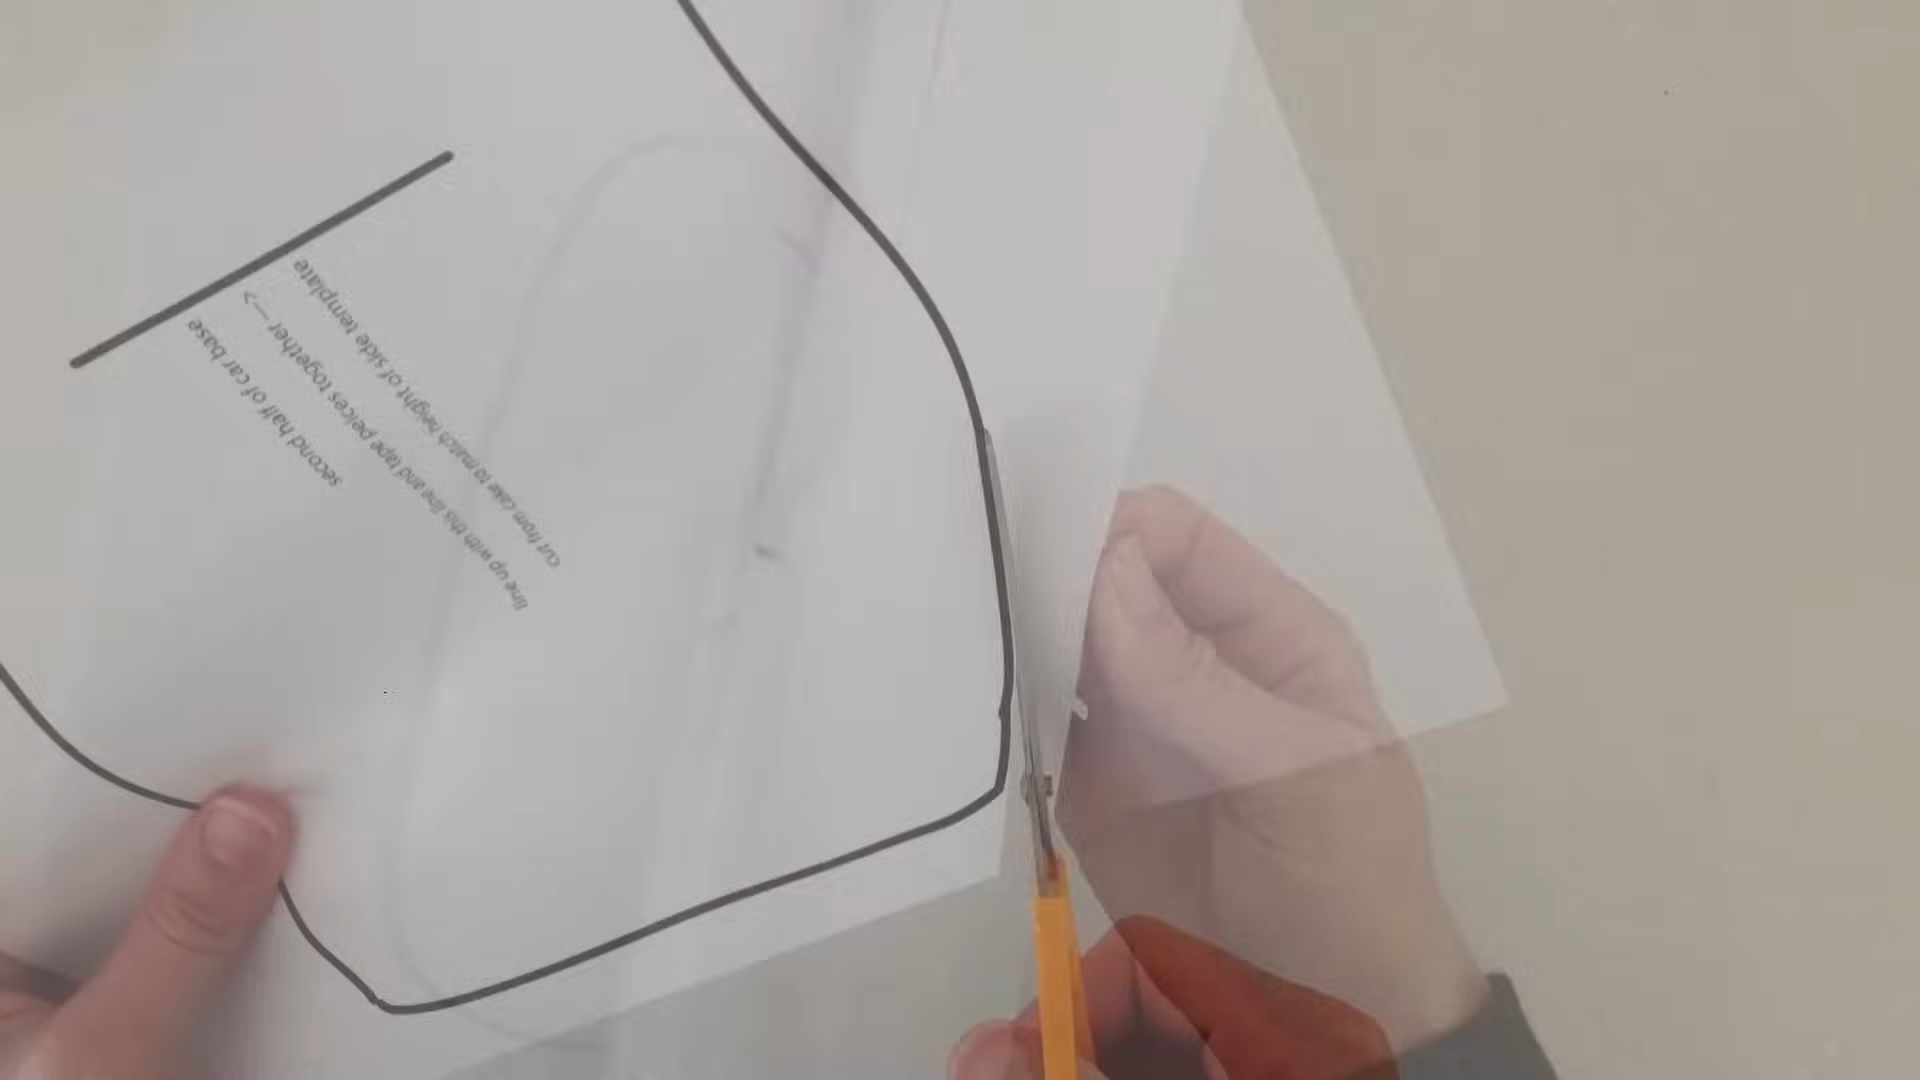 second half of car base
line up with this line and tape peices together —>
cut from cake to match height of side template